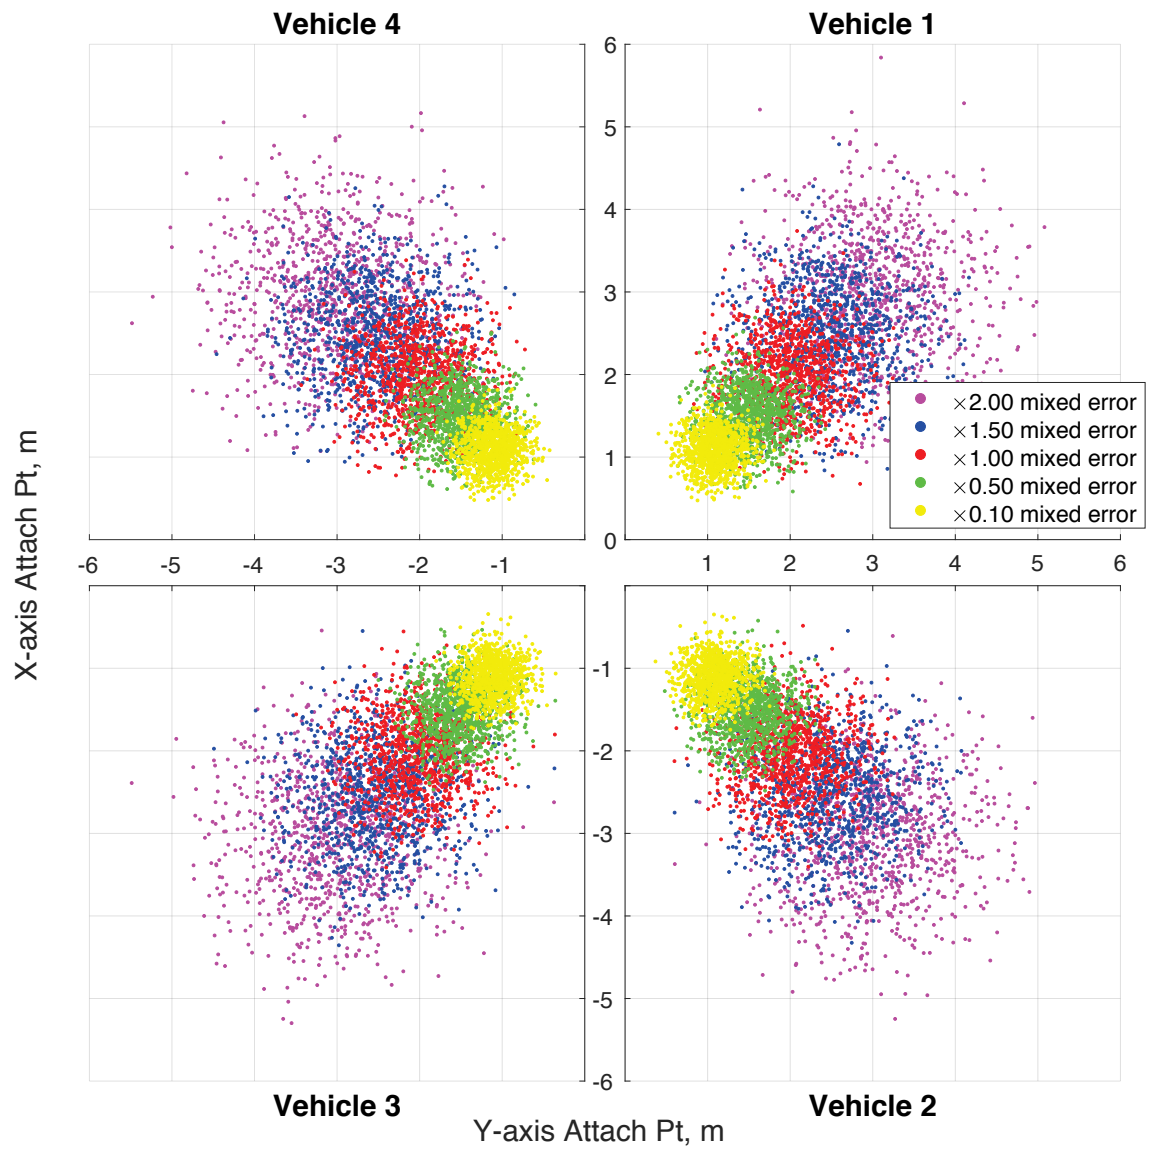 Vehicle 4
Vehicle 1
6
5
4
3
2
1
0
×2.00 mixed error
×1.50 mixed error
×1.00 mixed error
×0.50 mixed error
×0.10 mixed error
-6 -5 -4 -3 -2 -1
1 2 3 4 5 6
X-axis Attach Pt, m
-1
-2
-3
-4
-5
-6
Vehicle 3
Vehicle 2
Y-axis Attach Pt, m